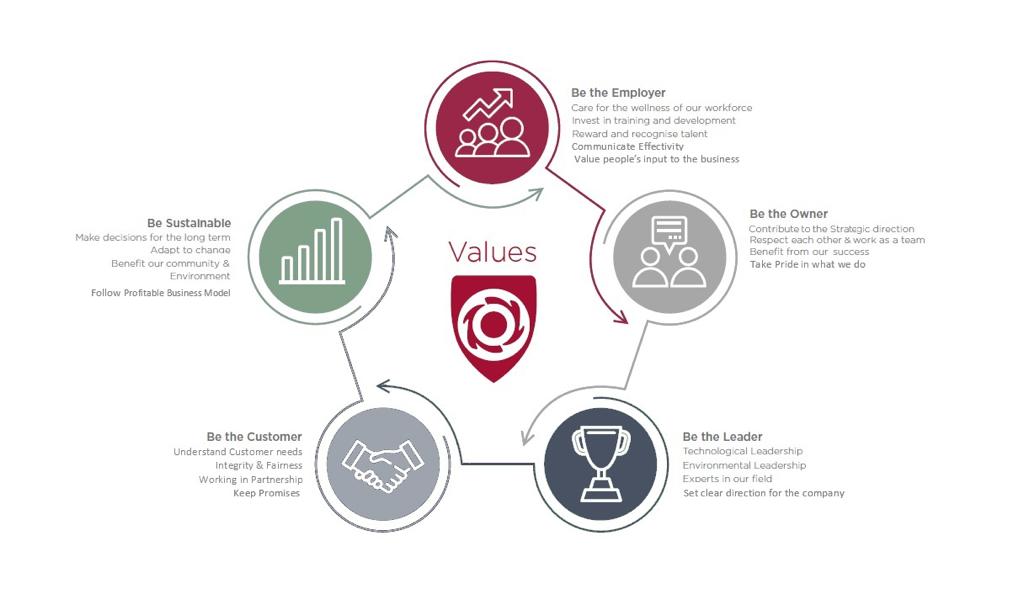 Be the Employer
Care for the wellness of our workforce
Invest in training and development
Reward and recognise talent
Communicate Effectivity
Value people's input to the business
Be the Owner
Contribute to the Strategic direction
Respect each other & work as a team
Benefit from our success
Take Pride in what we do
Values
Be Sustainable
Make decisions for the long term
Adapt to change
Benefit our community &
Environment
Follow Profitable Business Model
Be the Customer
Understand Customer needs
Integrity & Fairness
Working in Partnership
Keep Promises
Be the Leader
Technological Leadership
Environmental Leadership
Experts in our field
Set clear direction for the company